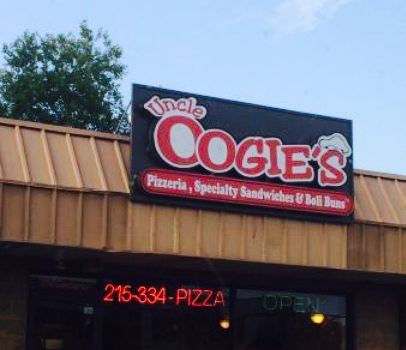 Uncle
OOGIE'S
Pizzeria, Specialty Sandwiches & Boli Buns
215-334-PIZZA OPEN